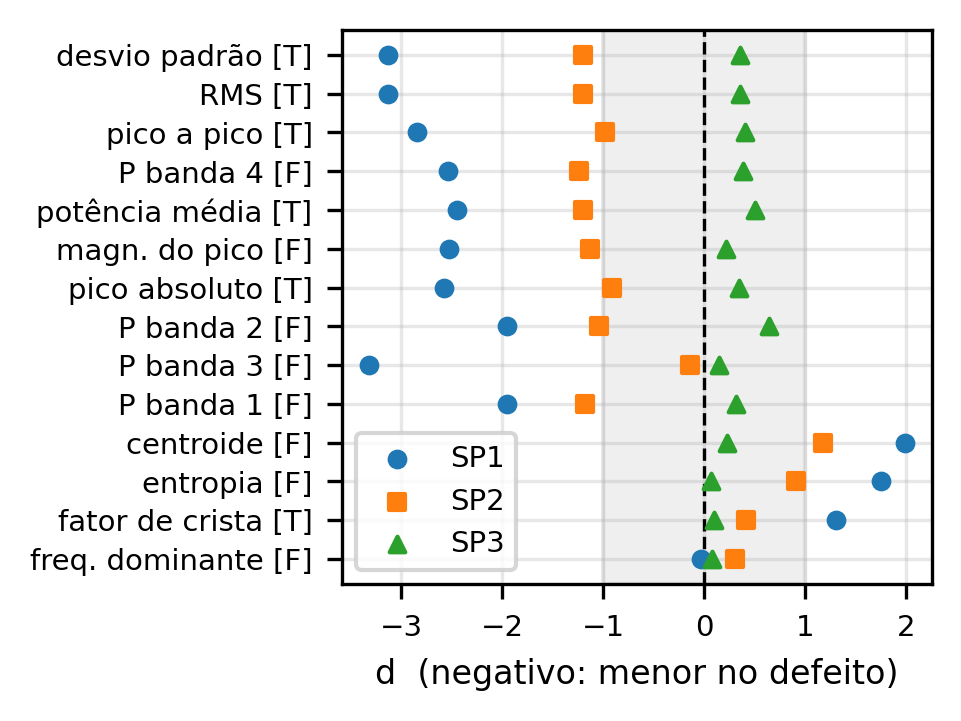 desvio padrão [T]
RMS [T]
pico a pico [T]
P banda 4 [F]
potência média [T]
magn. do pico [F]
pico absoluto [T]
P banda 2 [F]
P banda 3 [F]
P banda 1 [F]
centroide [F]
entropia [F]
fator de crista [T]
freq. dominante [F]
SP1
SP2
SP3
−3 −2 −1 0 1 2
d (negativo: menor no defeito)